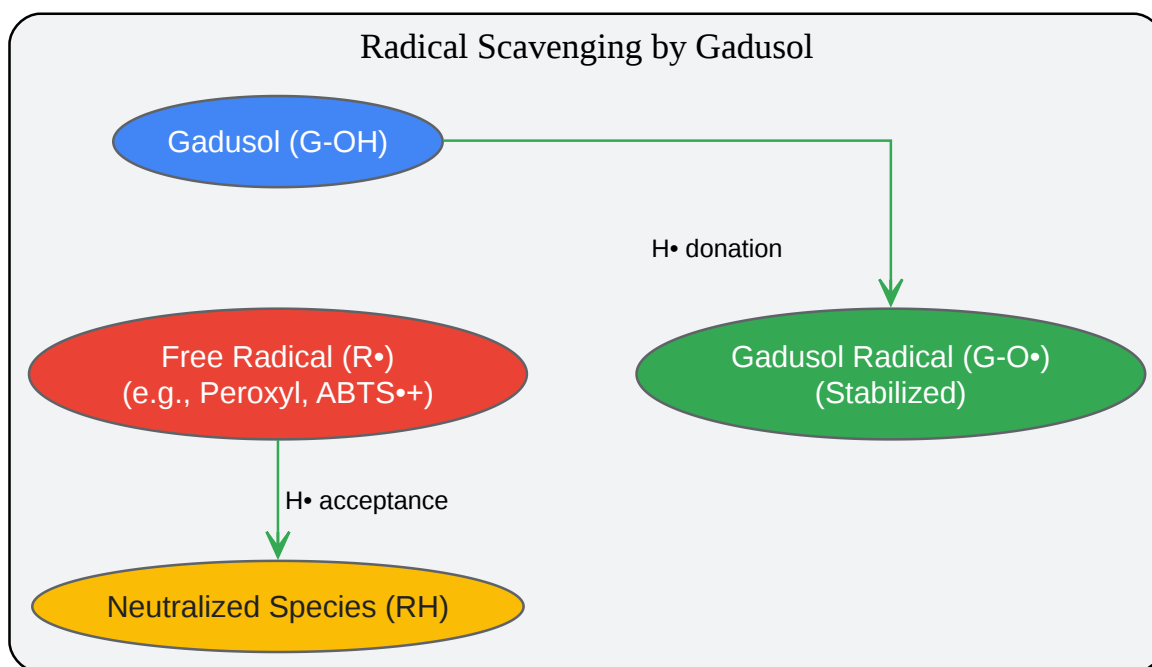 Radical Scavenging by Gadusol
Gadusol (G-OH)
H• donation
Free Radical (R•)
(e.g., Peroxyl, ABTS•+)
Gadusol Radical (G-O•)
(Stabilized)
H• acceptance
Neutralized Species (RH)